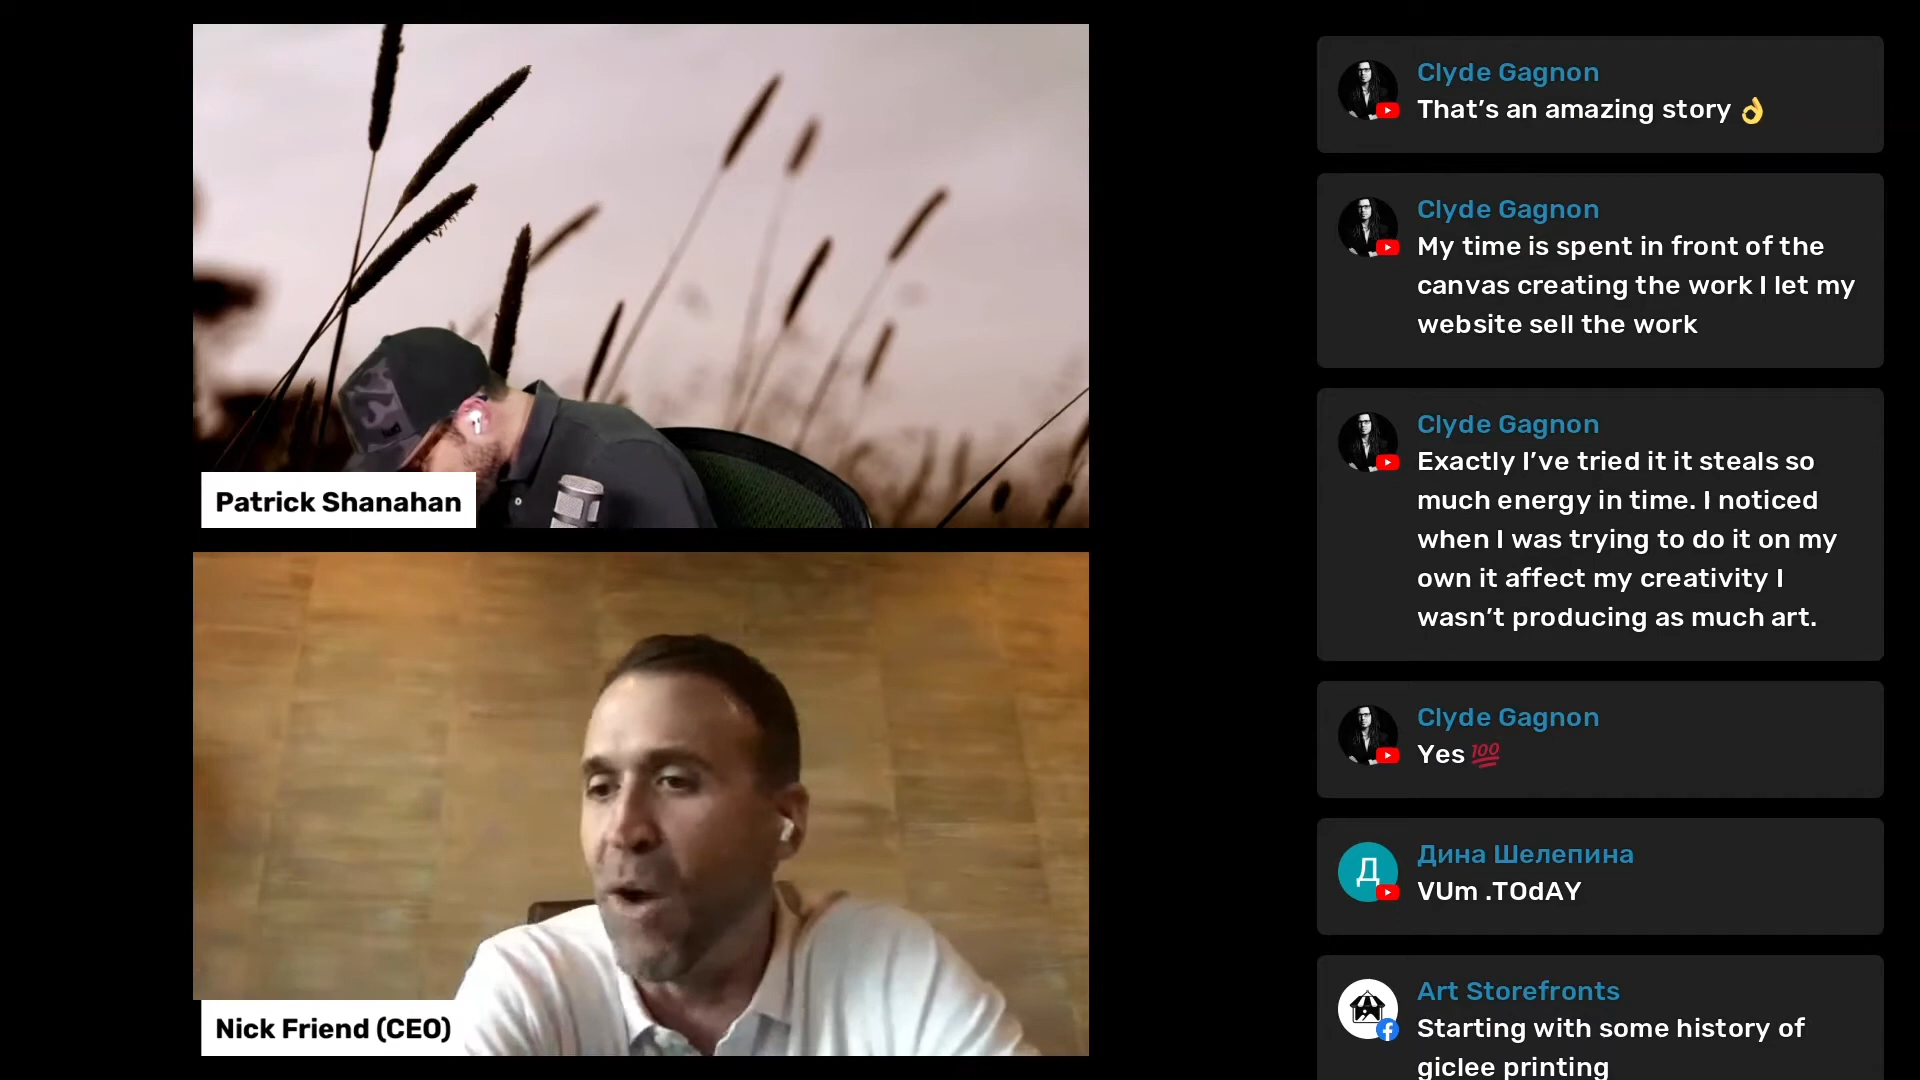 Patrick Shanahan
Nick Friend (CEO)
Clyde Gagnon
That's an amazing story 👌
Clyde Gagnon
My time is spent in front of the
canvas creating the work I let my
website sell the work
Clyde Gagnon
Exactly I've tried it it steals so
much energy in time. I noticed
when I was trying to do it on my
own it affect my creativity I
wasn't producing as much art.
Clyde Gagnon
Yes 💯
Д
Дина Шелепина
VUm .TOdAY
Art Storefronts
Starting with some history of
giclee printing